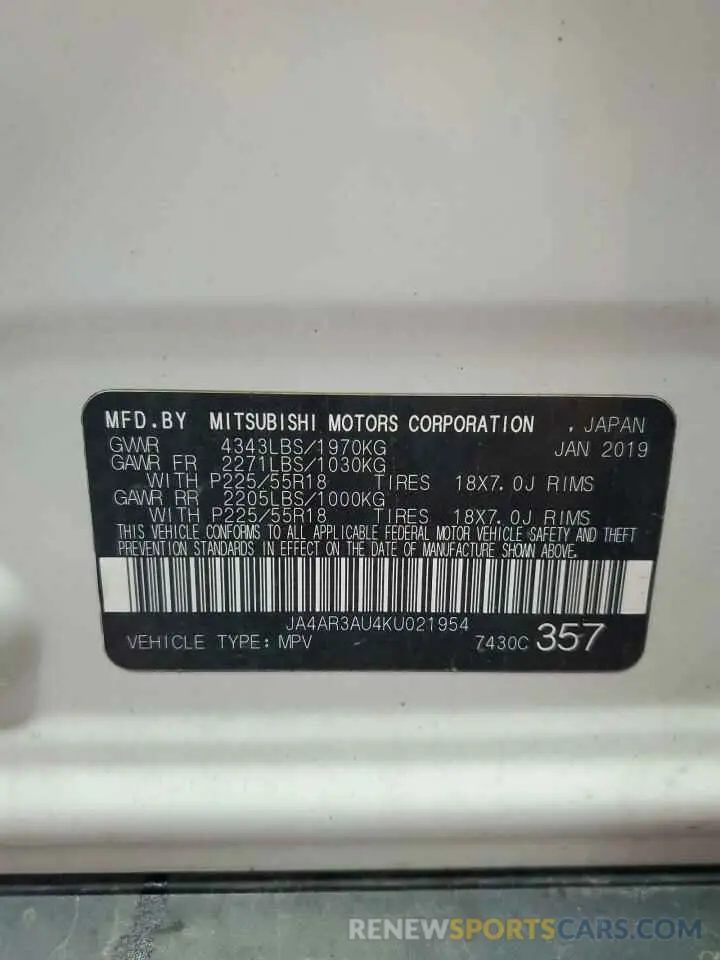 MFD.BY MITSUBISHI MOTORS CORPORATION , JAPAN
GVWR 4343LBS/1970KG JAN 2019
GAWR FR 2271LBS/1030KG
WITH P225/55R18 TIRES 18X7.0J RIMS
GAWR RR 2205LBS/1000KG
WITH P225/55R18 TIRES 18X7.0J RIMS
THIS VEHICLE CONFORMS TO ALL APPLICABLE FEDERAL MOTOR VEHICLE SAFETY AND THEFT
PREVENTION STANDARDS IN EFFECT ON THE DATE OF MANUFACTURE SHOWN ABOVE.
JA4AR3AU4KU021954
VEHICLE TYPE: MPV 7430C 357
RENEWSPORTSCARS.COM